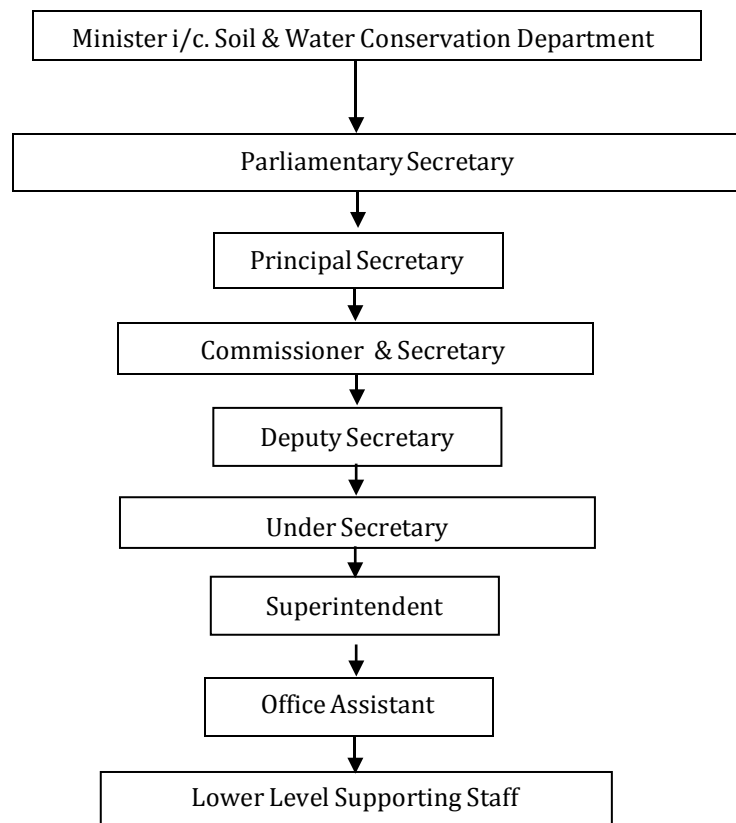 Minister i/c. Soil & Water Conservation Department
Parliamentary Secretary
Principal Secretary
Commissioner & Secretary
Deputy Secretary
Under Secretary
Superintendent
Office Assistant
Lower Level Supporting Staff